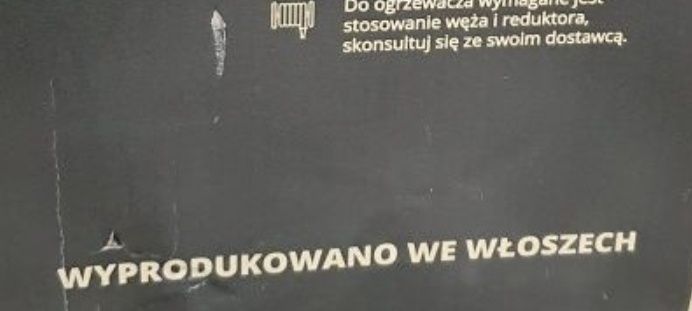 Do ogrzewacza wymagane jest
stosowanie węża i reduktora,
skonsultuj się ze swoim dostawcą.
WYPRODUKOWANO WE WŁOSZECH